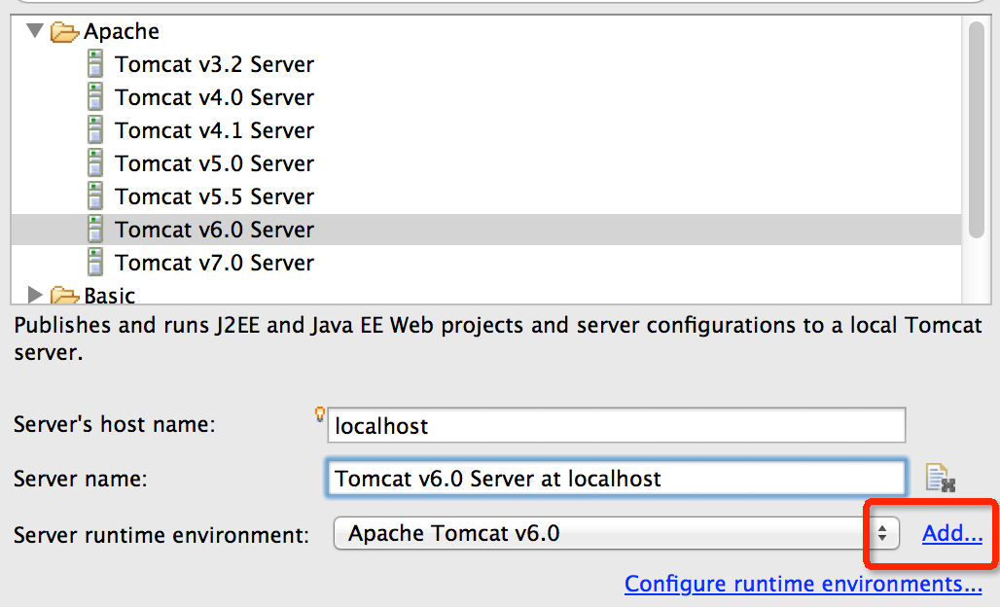 Apache
Tomcat v3.2 Server
Tomcat v4.0 Server
Tomcat v4.1 Server
Tomcat v5.0 Server
Tomcat v5.5 Server
Tomcat v6.0 Server
Tomcat v7.0 Server
Basic
Publishes and runs J2EE and Java EE Web projects and server configurations to a local Tomcat
server.
Server's host name: localhost
Server name: Tomcat v6.0 Server at localhost
Server runtime environment: Apache Tomcat v6.0 Add...
Configure runtime environments...